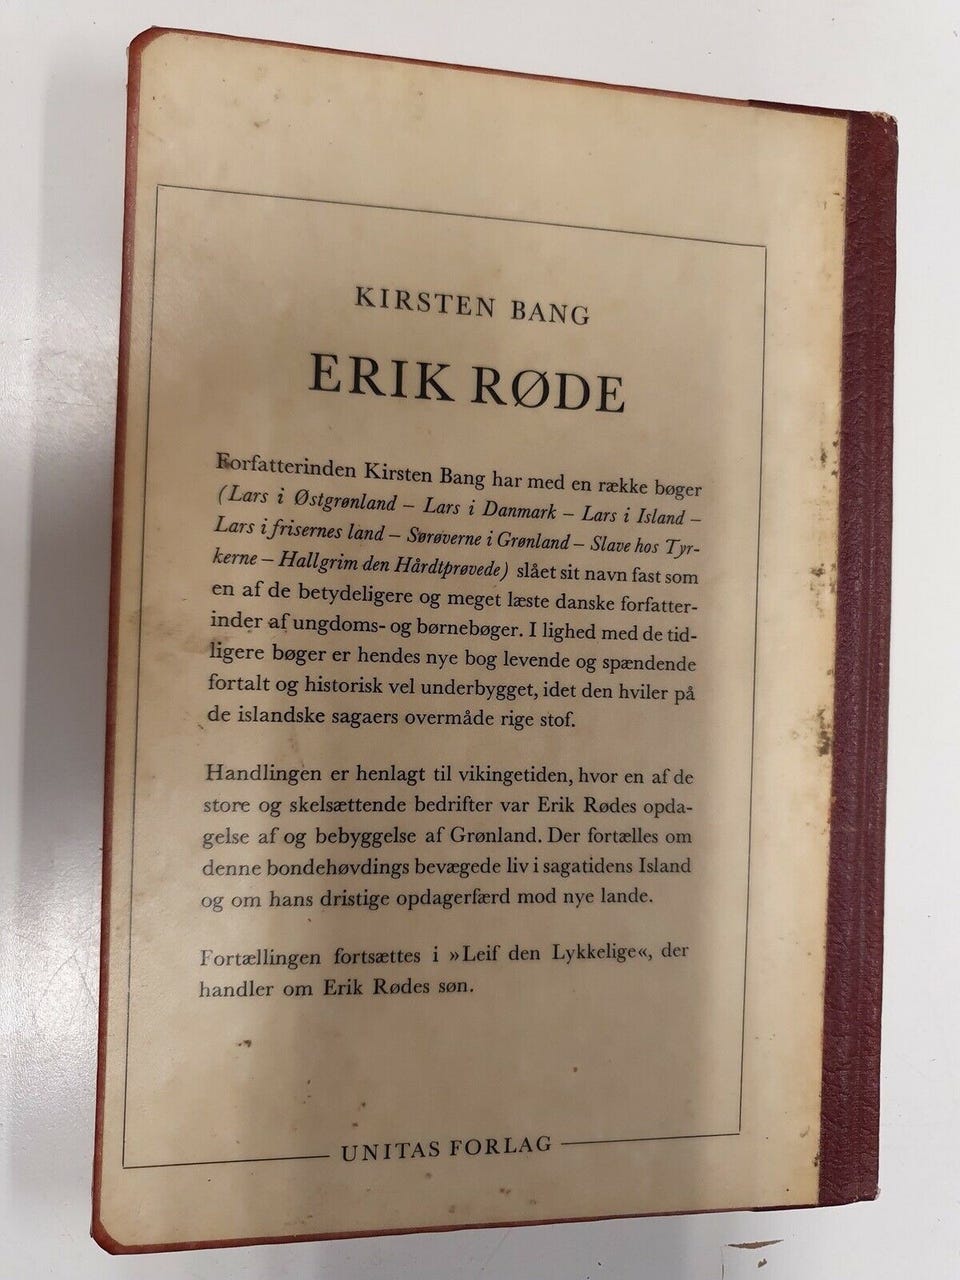 KIRSTEN BANG
ERIK RØDE
Forfatterinden Kirsten Bang har med en række bøger
(Lars i Østgrønland – Lars i Danmark – Lars i Island –
Lars i frisernes land – Sørøverne i Grønland – Slave hos Tyr-
kerne – Hallgrim den Hårdtprøvede) slået sit navn fast som
en af de betydeligere og meget læste danske forfatter-
inder af ungdoms- og børnebøger. I lighed med de tid-
ligere bøger er hendes nye bog levende og spændende
fortalt og historisk vel underbygget, idet den hviler på
de islandske sagaers overmåde rige stof.
Handlingen er henlagt til vikingetiden, hvor en af de
store og skelsættende bedrifter var Erik Rødes opda-
gelse af og bebyggelse af Grønland. Der fortælles om
denne bondehøvdings bevægede liv i sagatidens Island
og om hans dristige opdagerfærd mod nye lande.
Fortællingen fortsættes i »Leif den Lykkelige«, der
handler om Erik Rødes søn.
UNITAS FORLAG